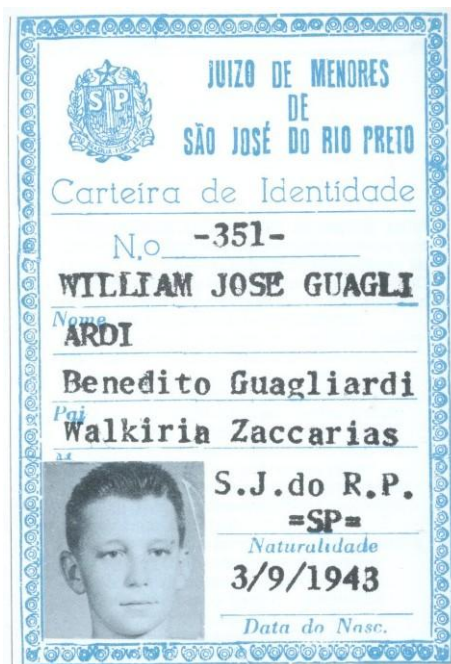 JUIZO DE MENORES
DE
SÃO JOSÉ DO RIO PRETO
SP
Carteira de Identidade
N.o -351-
WILLIAM JOSE GUAGLI
Nome
ARDI
Benedito Guagliardi
Pai
Walkiria Zaccarias
S.J.do R.P.
=SP=
Naturalidade
3/9/1943
Data do Nasc.